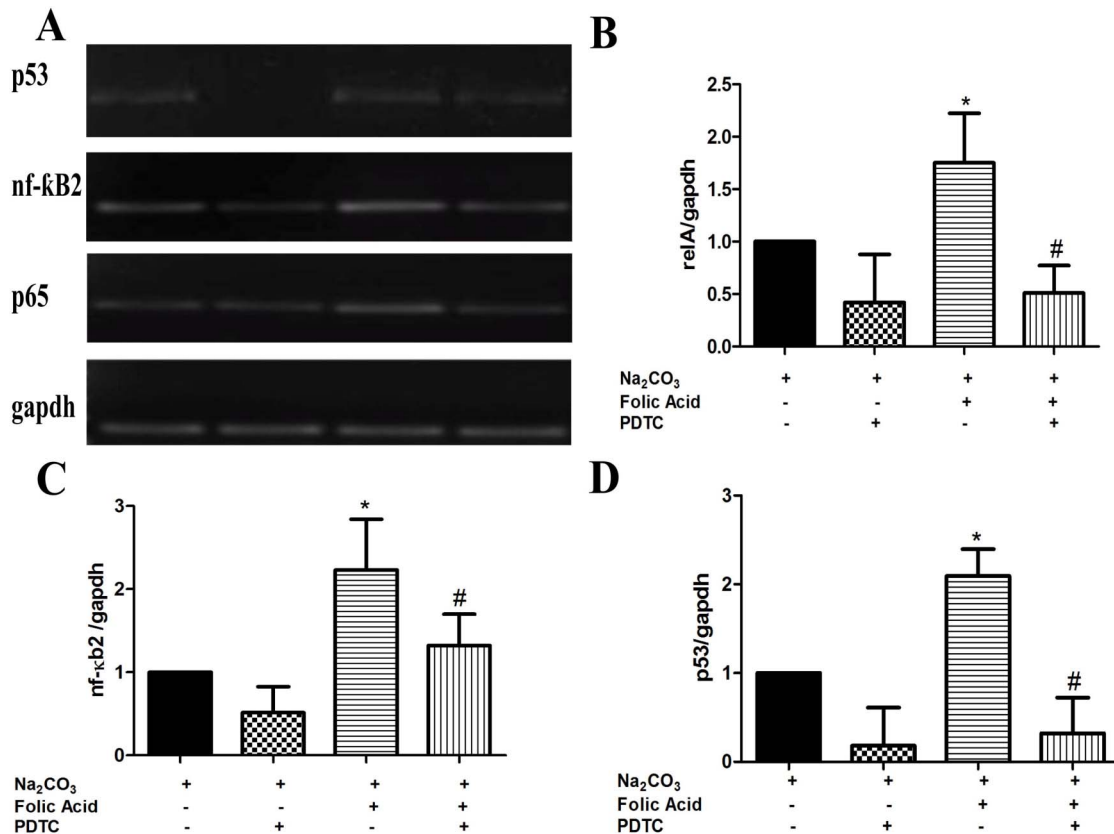 A
p53
nf-ƙB2
p65
gapdh
B
relA/gapdh
2.5
2.0
1.5
1.0
0.5
0.0
*
#
Na₂CO₃ + + + +
Folic Acid - - + +
PDTC - + - +
C
nf-κb2 /gapdh
3
2
1
0
*
#
Na₂CO₃ + + + +
Folic Acid - - + +
PDTC - + - +
D
p53/gapdh
3
2
1
0
*
#
Na₂CO₃ + + + +
Folic Acid - - + +
PDTC - + - +